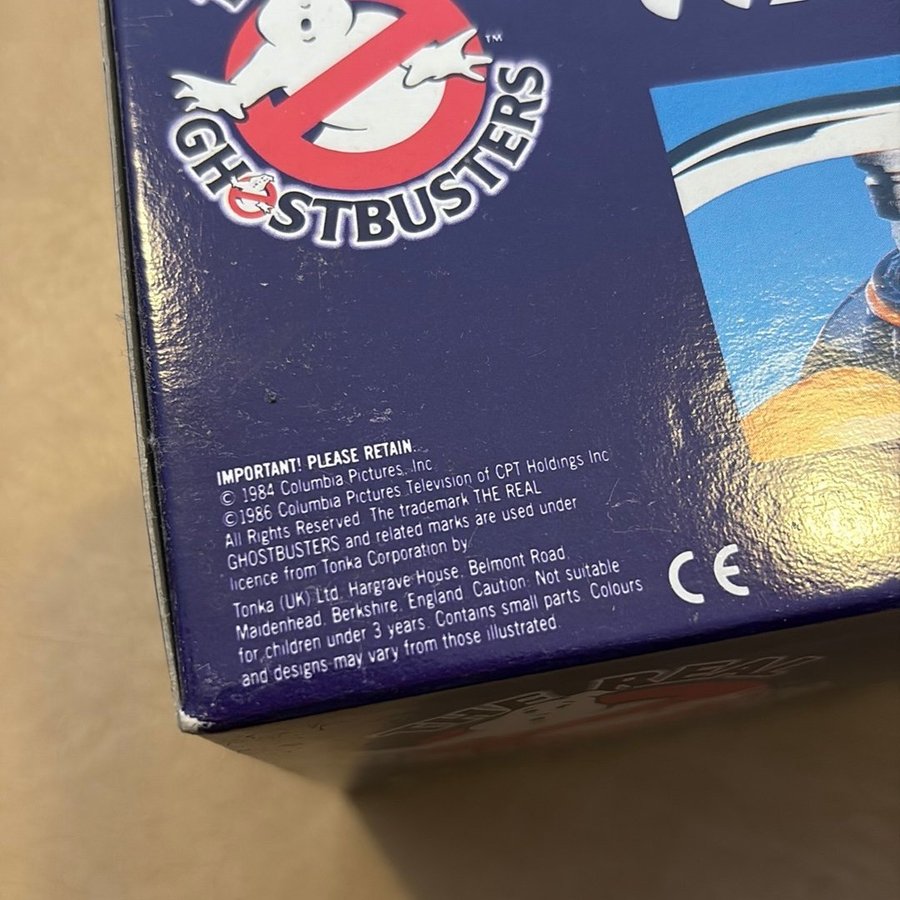 ™
GHOSTBUSTERS
IMPORTANT! PLEASE RETAIN.
© 1984 Columbia Pictures, Inc
©1986 Columbia Pictures Television of CPT Holdings Inc
All Rights Reserved The trademark THE REAL
GHOSTBUSTERS and related marks are used under
licence from Tonka Corporation by
Tonka (UK) Ltd, Hargrave House, Belmont Road
Maidenhead, Berkshire, England. Caution: Not suitable
for children under 3 years. Contains small parts. Colours
and designs may vary from those illustrated.
CE
THE REAL